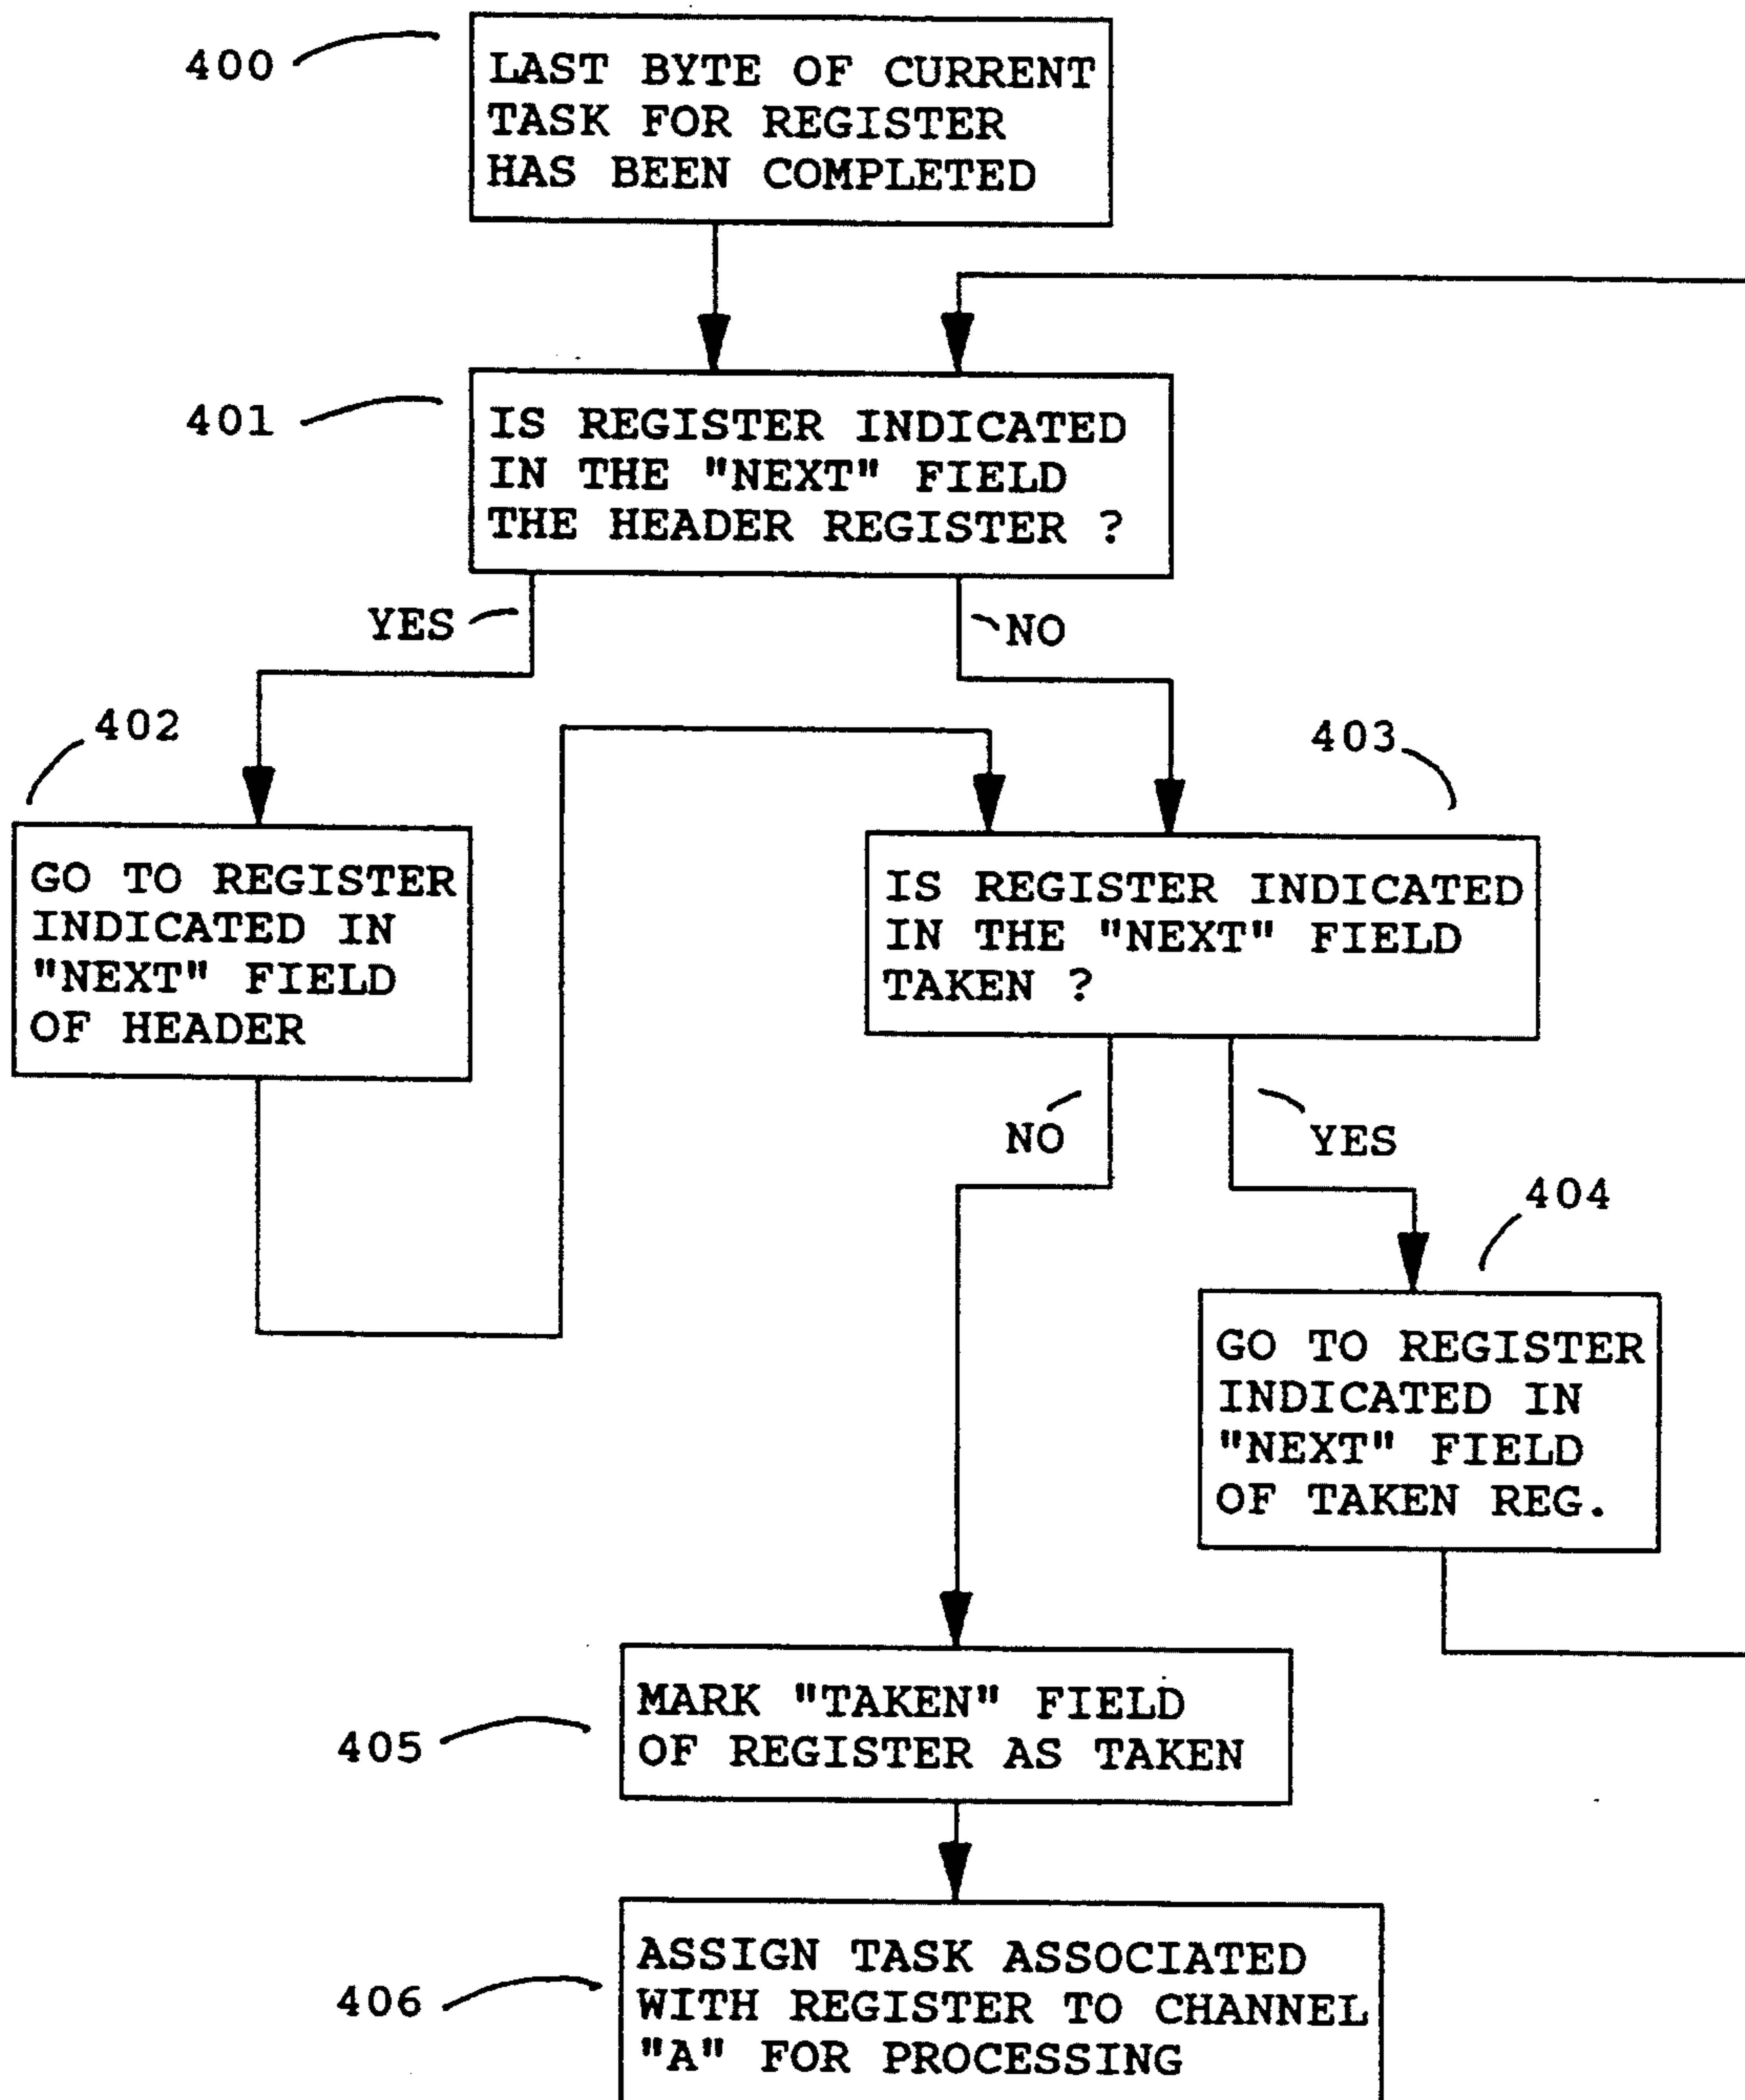 400
LAST BYTE OF CURRENT
TASK FOR REGISTER
HAS BEEN COMPLETED
401
IS REGISTER INDICATED
IN THE "NEXT" FIELD
THE HEADER REGISTER ?
YES
NO
402
403
GO TO REGISTER
INDICATED IN
"NEXT" FIELD
OF HEADER
IS REGISTER INDICATED
IN THE "NEXT" FIELD
TAKEN ?
NO
YES
404
GO TO REGISTER
INDICATED IN
"NEXT" FIELD
OF TAKEN REG.
405
MARK "TAKEN" FIELD
OF REGISTER AS TAKEN
406
ASSIGN TASK ASSOCIATED
WITH REGISTER TO CHANNEL
"A" FOR PROCESSING